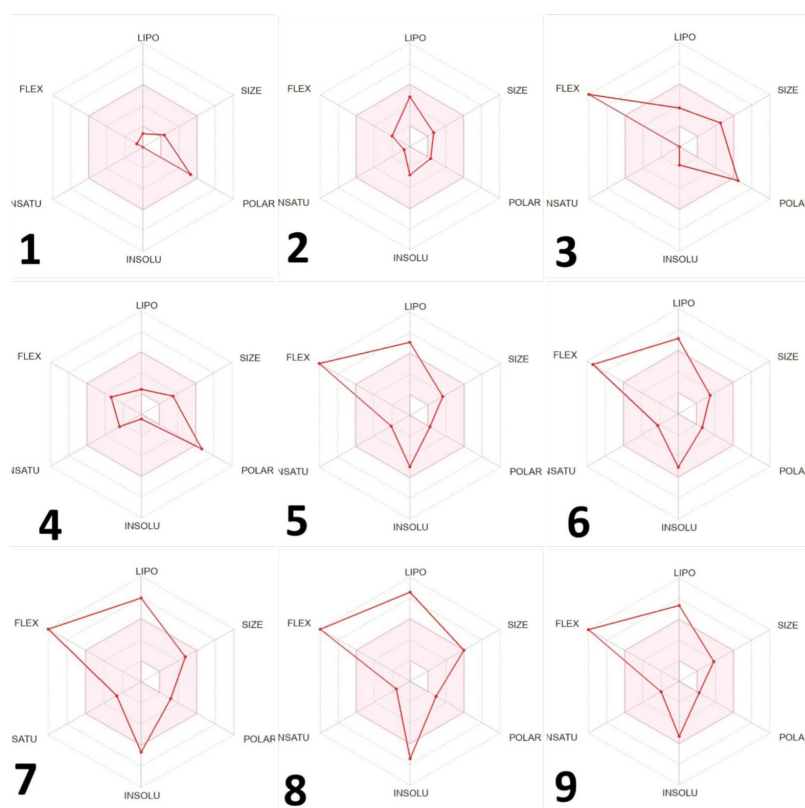 LIPO
FLEX
SIZE
NSATU
POLAR
INSOLU
1
LIPO
FLEX
SIZE
NSATU
POLAR
INSOLU
2
LIPO
FLEX
SIZE
NSATU
POLA
INSOLU
3
LIPO
FLEX
SIZE
NSATU
POLAR
INSOLU
4
LIPO
FLEX
SIZE
NSATU
POLAR
INSOLU
5
LIPO
FLEX
SIZE
NSATU
POLA
INSOLU
6
LIPO
FLEX
SIZE
SATU
POLAR
INSOLU
7
LIPO
FLEX
SIZE
NSATU
POLAR
INSOLU
8
LIPO
FLEX
SIZE
NSATU
POLA
INSOLU
9